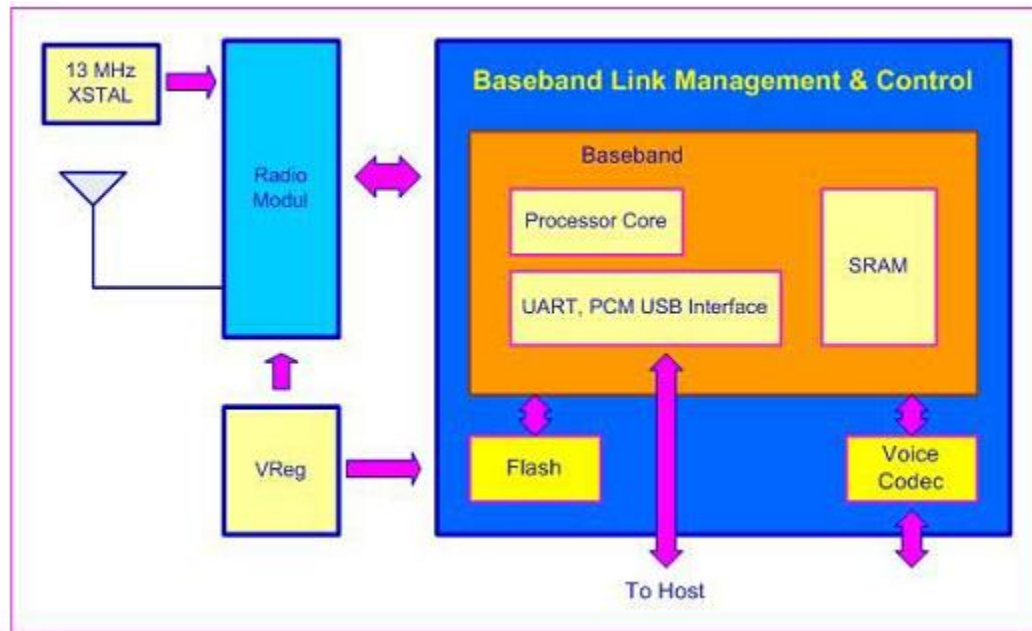 13 MHz
XSTAL
Radio
Modul
VReg
Baseband Link Management & Control
Baseband
Processor Core
UART, PCM USB Interface
SRAM
Flash
Voice
Codec
To Host